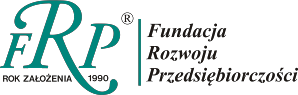 FRP®
ROK ZAŁOŻENIA 1990
Fundacja
Rozwoju
Przedsiębiorczości